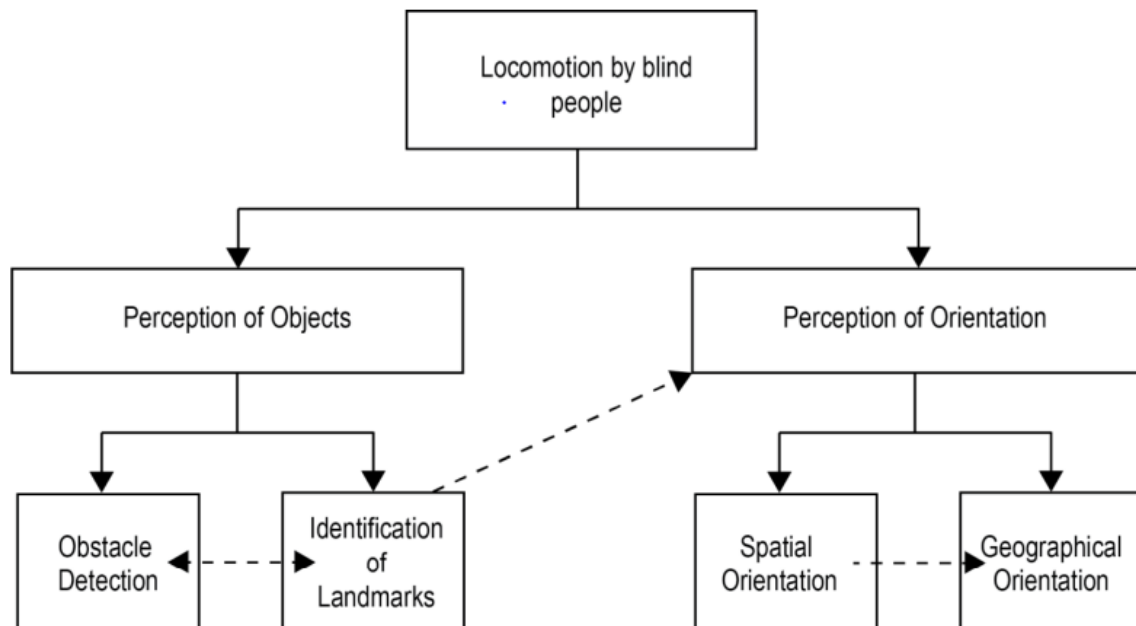 Locomotion by blind
people
Perception of Objects
Perception of Orientation
Obstacle
Detection
Identification
of
Landmarks
Spatial
Orientation
Geographical
Orientation